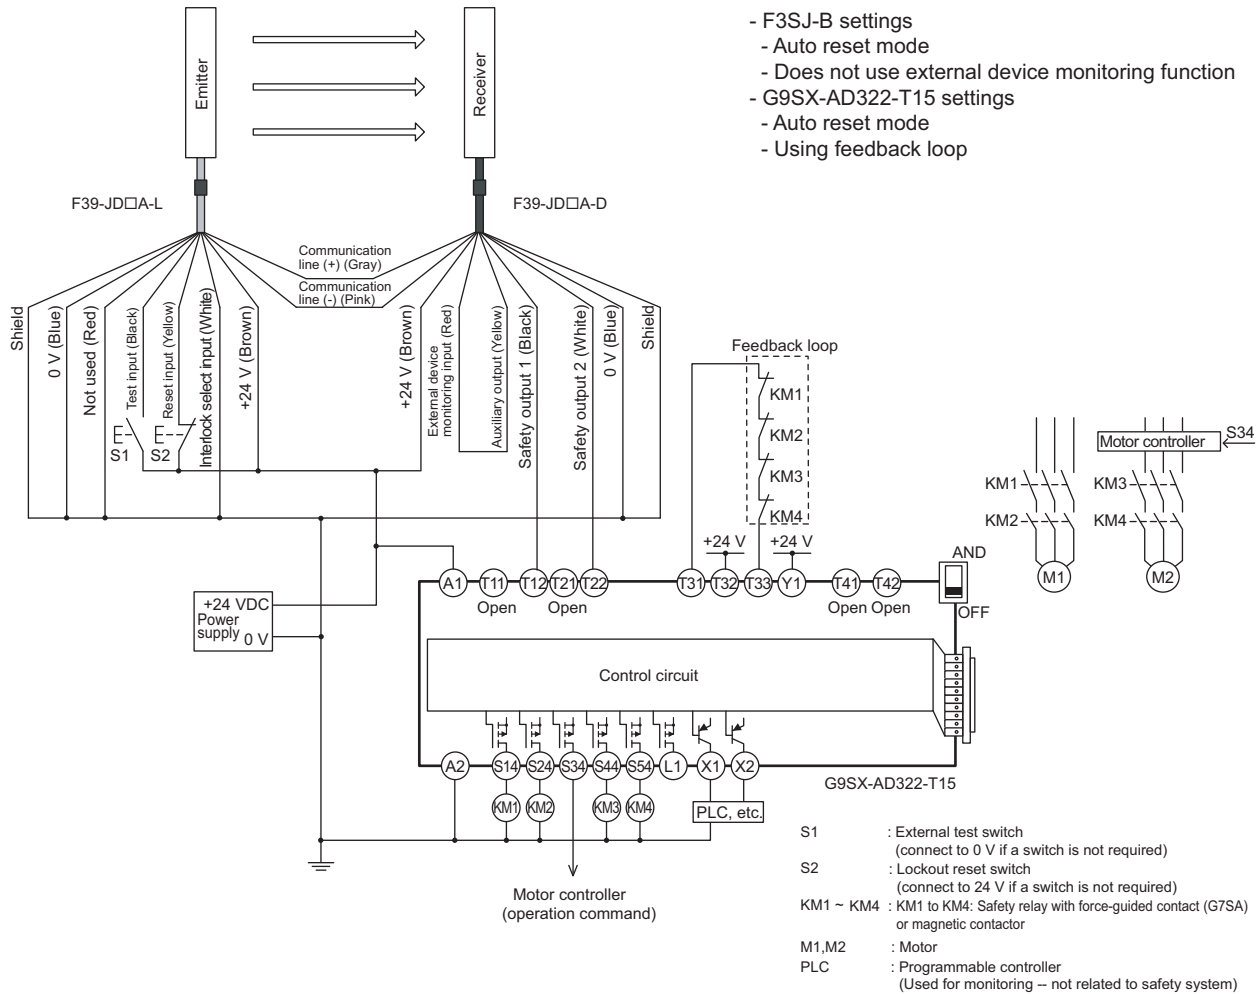 - F3SJ-B settings
- Auto reset mode
- Does not use external device monitoring function
- G9SX-AD322-T15 settings
- Auto reset mode
- Using feedback loop
Emitter
Receiver
F39-JD□A-L
F39-JD□A-D
Communication
line (+) (Gray)
Communication
line (-) (Pink)
Shield
0 V (Blue)
Not used (Red)
Test input (Black)
Reset input (Yellow)
Interlock select input (White)
+24 V (Brown)
+24 V (Brown)
External device
monitoring input (Red)
Auxiliary output (Yellow)
Safety output 1 (Black)
Safety output 2 (White)
0 V (Blue)
Shield
S1
S2
Feedback loop
KM1
KM2
KM3
KM4
+24 V
+24 V
Motor controller
S34
KM1
KM2
KM3
KM4
M1
M2
A1
T11
T12
T21
T22
T31
T32
T33
Y1
T41
T42
Open
Open
Open
Open
AND
OFF
+24 VDC
Power
supply
0 V
Control circuit
A2
S14
S24
S34
S44
S54
L1
X1
X2
G9SX-AD322-T15
KM1
KM2
KM3
KM4
PLC, etc.
Motor controller
(operation command)
S1 : External test switch
(connect to 0 V if a switch is not required)
S2 : Lockout reset switch
(connect to 24 V if a switch is not required)
KM1 ~ KM4 : KM1 to KM4: Safety relay with force-guided contact (G7SA)
or magnetic contactor
M1,M2 : Motor
PLC : Programmable controller
(Used for monitoring -- not related to safety system)